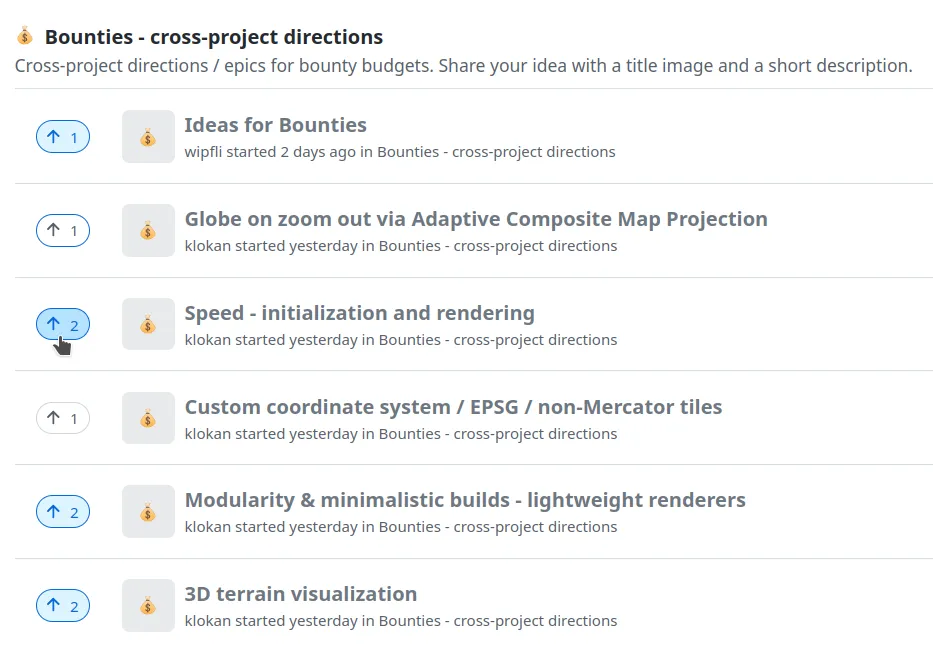 Bounties - cross-project directions
Cross-project directions / epics for bounty budgets. Share your idea with a title image and a short description.
1
Ideas for Bounties
wipfli started 2 days ago in Bounties - cross-project directions
1
Globe on zoom out via Adaptive Composite Map Projection
klokan started yesterday in Bounties - cross-project directions
2
Speed - initialization and rendering
klokan started yesterday in Bounties - cross-project directions
1
Custom coordinate system / EPSG / non-Mercator tiles
klokan started yesterday in Bounties - cross-project directions
2
Modularity & minimalistic builds - lightweight renderers
klokan started yesterday in Bounties - cross-project directions
2
3D terrain visualization
klokan started yesterday in Bounties - cross-project directions